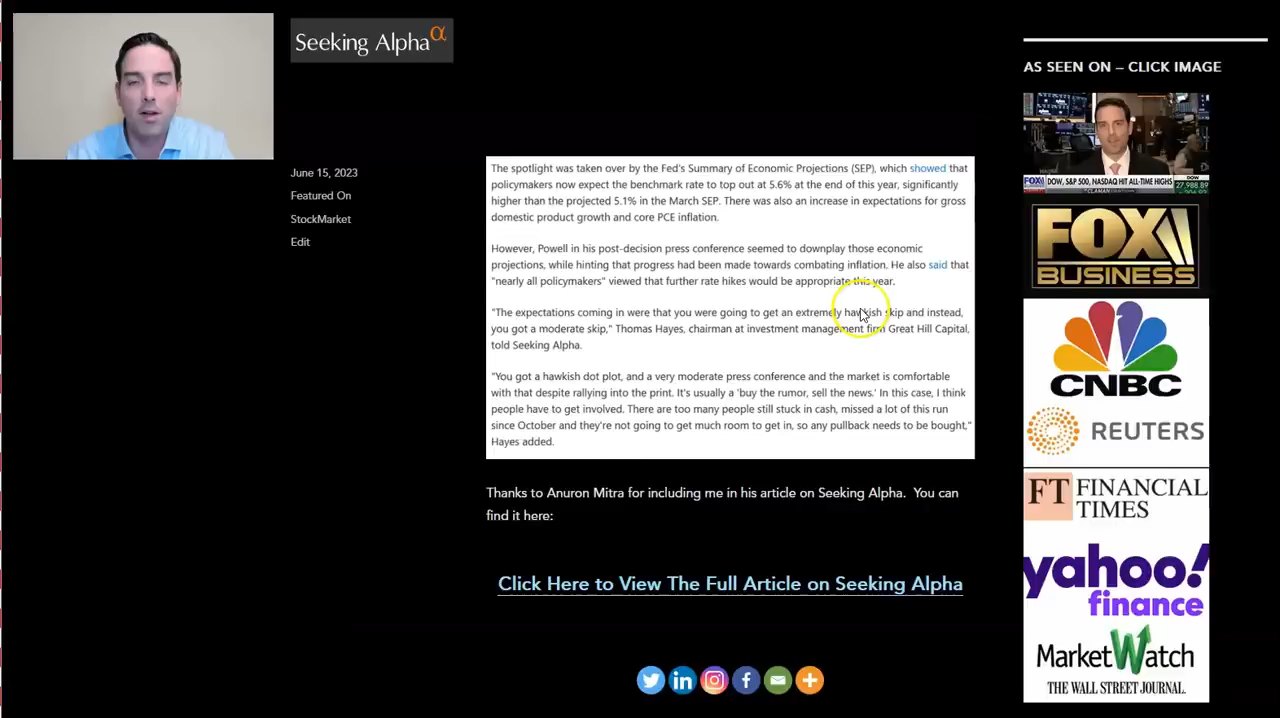 Seeking Alpha α
June 15, 2023
Featured On
StockMarket
Edit
The spotlight was taken over by the Fed's Summary of Economic Projections (SEP), which showed that
policymakers now expect the benchmark rate to top out at 5.6% at the end of this year, significantly
higher than the projected 5.1% in the March SEP. There was also an increase in expectations for gross
domestic product growth and core PCE inflation.
However, Powell in his post-decision press conference seemed to downplay those economic
projections, while hinting that progress had been made towards combating inflation. He also said that
"nearly all policymakers" viewed that further rate hikes would be appropriate this year.
"The expectations coming in were that you were going to get an extremely hawkish skip and instead,
you got a moderate skip," Thomas Hayes, chairman at investment management firm Great Hill Capital,
told Seeking Alpha.
"You got a hawkish dot plot, and a very moderate press conference and the market is comfortable
with that despite rallying into the print. It's usually a 'buy the rumor, sell the news.' In this case, I think
people have to get involved. There are too many people still stuck in cash, missed a lot of this run
since October and they're not going to get much room to get in, so any pullback needs to be bought,"
Hayes added.
Thanks to Anuron Mitra for including me in his article on Seeking Alpha. You can
find it here:
Click Here to View The Full Article on Seeking Alpha
AS SEEN ON – CLICK IMAGE
DOW, S&P 500, NASDAQ HIT ALL-TIME HIGHS
DOW
27,988.89
FOX
BUSINESS
CNBC
REUTERS
FT FINANCIAL
TIMES
yahoo!
finance
MarketWatch
THE WALL STREET JOURNAL.